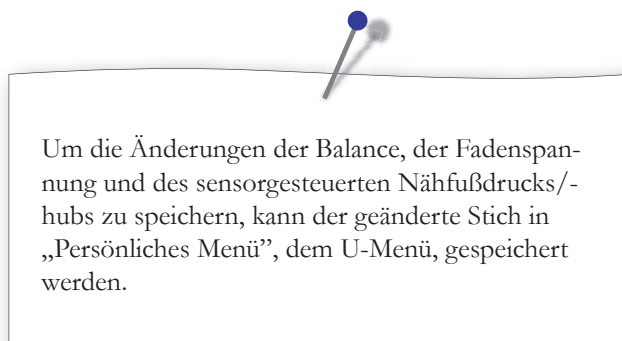 Um die Änderungen der Balance, der Fadenspan-
nung und des sensorgesteuerten Nähfußdrucks/-
hubs zu speichern, kann der geänderte Stich in
„Persönliches Menü”, dem U-Menü, gespeichert
werden.